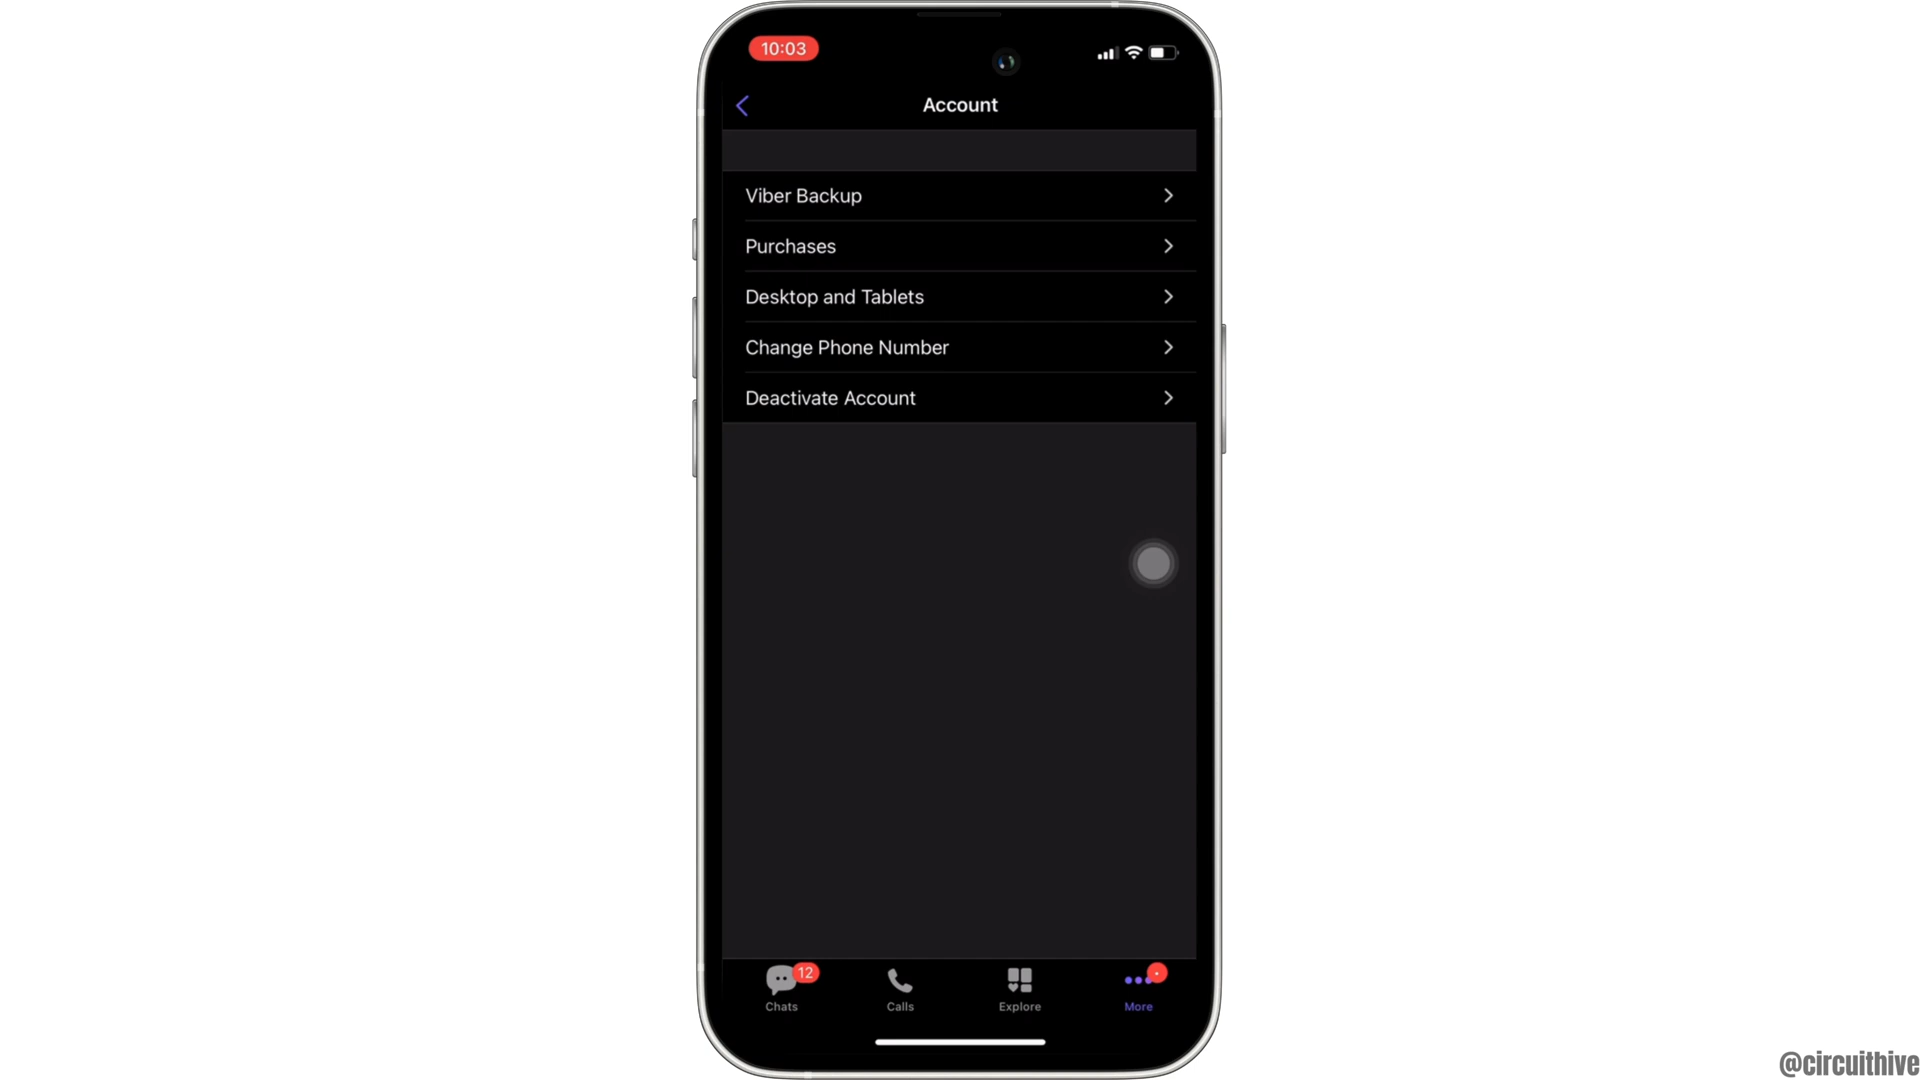 10:03
Account
Viber Backup
Purchases
Desktop and Tablets
Change Phone Number
Deactivate Account
12
Chats
Calls
Explore
More
@circuithive